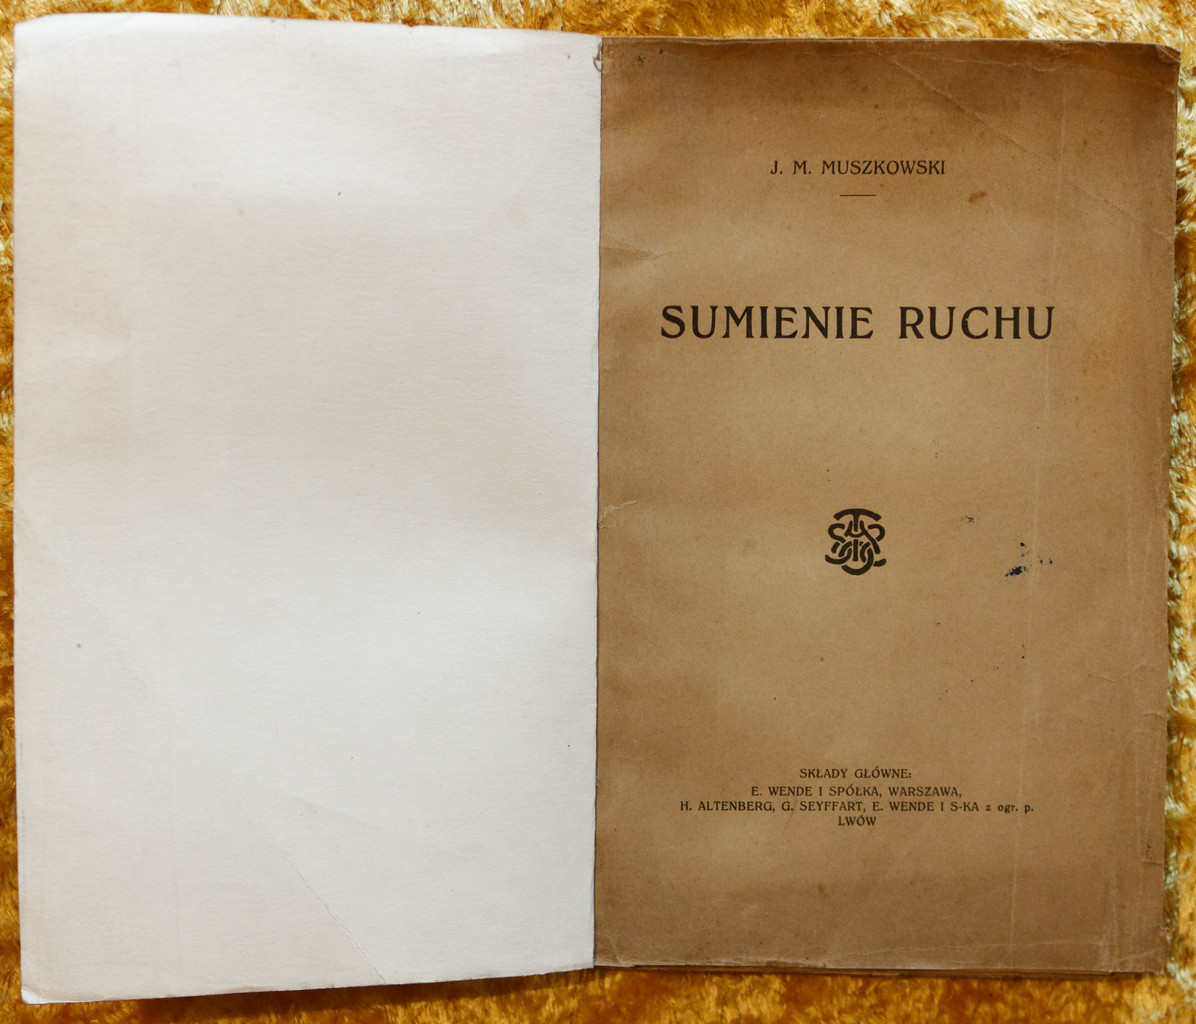 J. M. MUSZKOWSKI
SUMIENIE RUCHU
SKŁADY GŁÓWNE:
E. WENDE I SPÓŁKA, WARSZAWA,
H. ALTENBERG, G. SEYFFART, E. WENDE I S-KA z ogr. p.
LWÓW